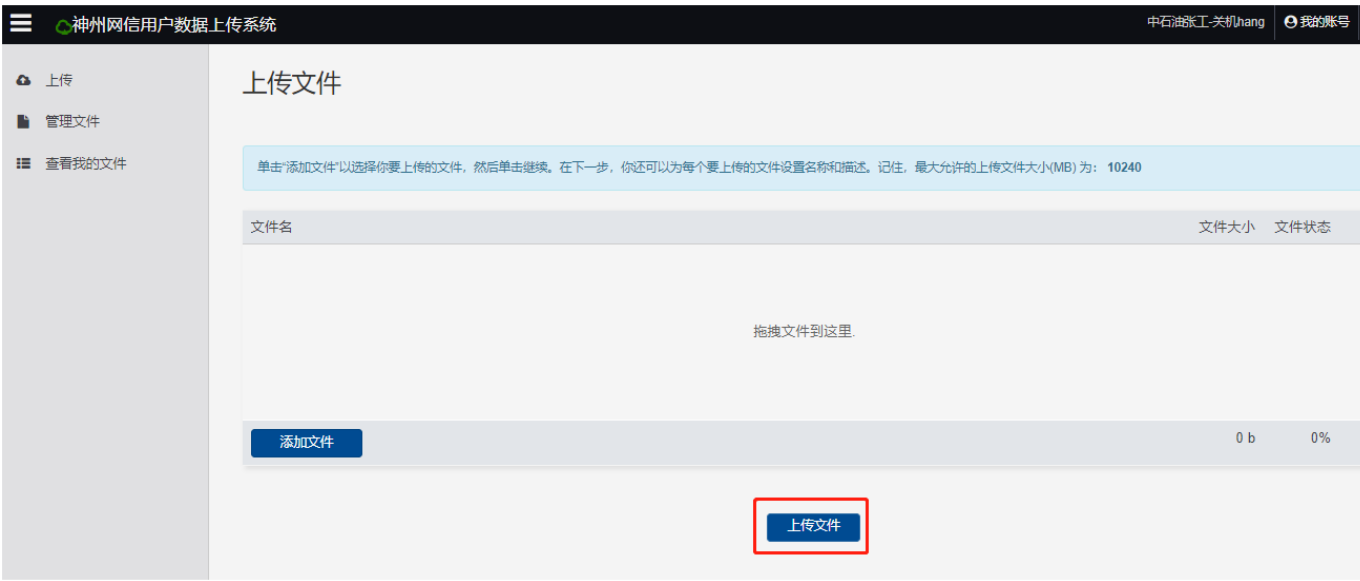 神州网信用户数据上传系统
中石油张工-关机hang
我的账号
上传
管理文件
查看我的文件
上传文件
单击“添加文件”以选择你要上传的文件，然后单击继续。在下一步，你还可以为每个要上传的文件设置名称和描述。记住，最大允许的上传文件大小(MB) 为：10240
文件名 文件大小 文件状态
拖拽文件到这里.
添加文件 0 b 0%
上传文件